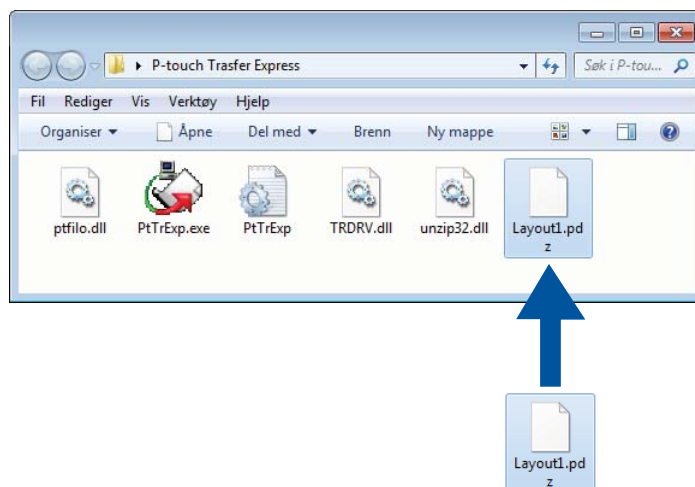 P-touch Trasfer Express
Søk i P-tou...
Fil Rediger Vis Verktøy Hjelp
Organiser Åpne Del med Brenn Ny mappe
ptfilo.dll PtTrExp.exe PtTrExp TRDRV.dll unzip32.dll Layout1.pd
z
Layout1.pd
z